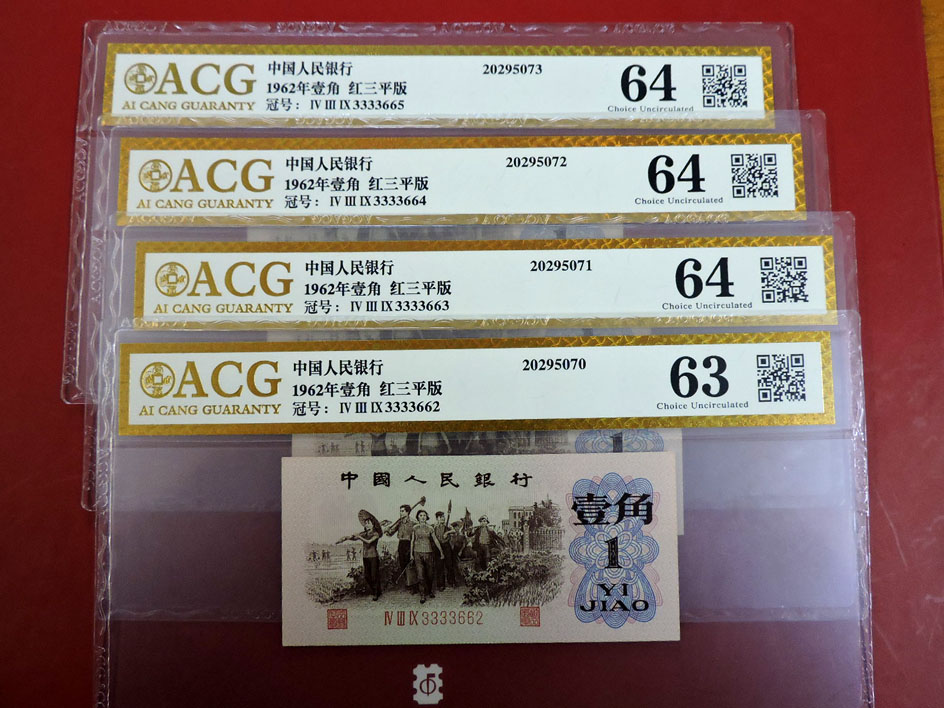 ACG
AI CANG GUARANTY
中国人民银行
1962年壹角 红三平版
冠号: Ⅳ Ⅲ Ⅸ 3333665
20295073
64
Choice Uncirculated
ACG
AI CANG GUARANTY
中国人民银行
1962年壹角 红三平版
冠号: Ⅳ Ⅲ Ⅸ 3333664
20295072
64
Choice Uncirculated
ACG
AI CANG GUARANTY
中国人民银行
1962年壹角 红三平版
冠号: Ⅳ Ⅲ Ⅸ 3333663
20295071
64
Choice Uncirculated
ACG
AI CANG GUARANTY
中国人民银行
1962年壹角 红三平版
冠号: Ⅳ Ⅲ Ⅸ 3333662
20295070
63
Choice Uncirculated
1
中國人民銀行
壹角
1
YI
JIAO
Ⅳ Ⅲ Ⅸ 3333662